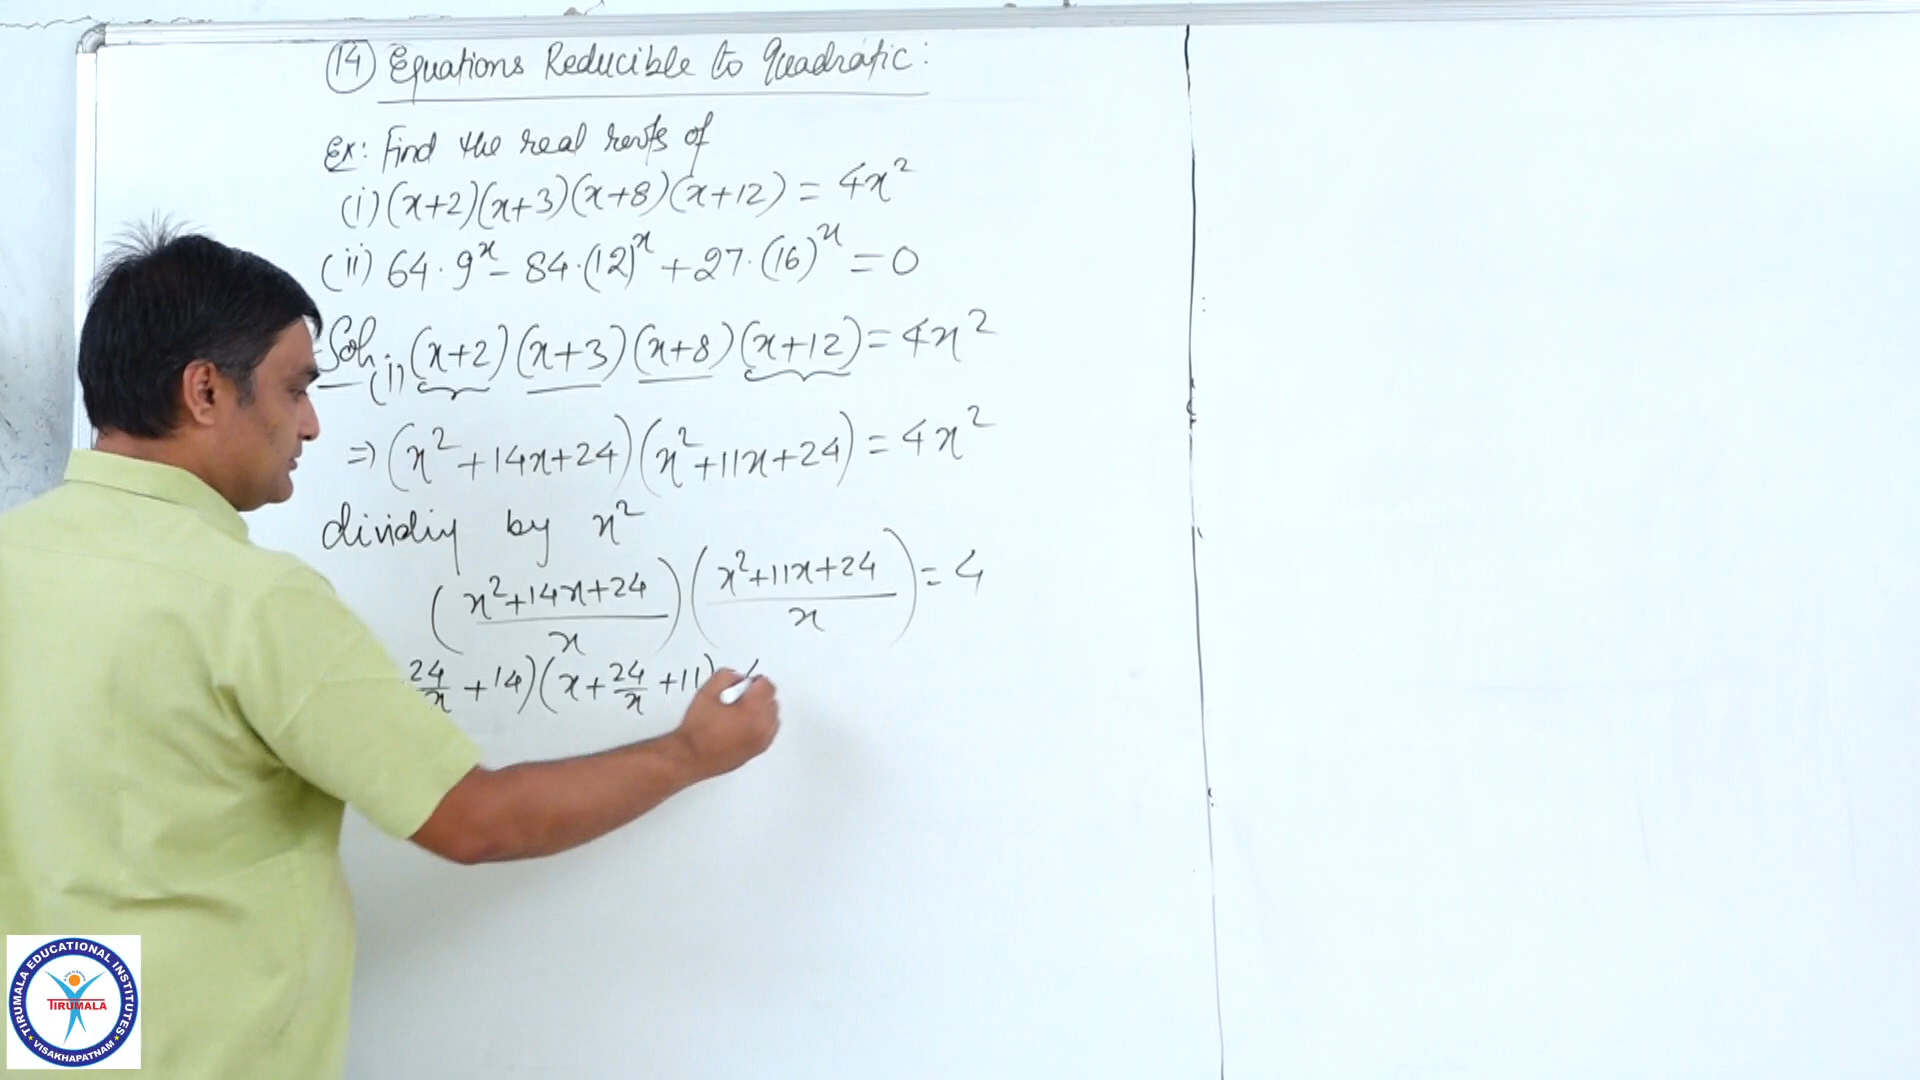 (14) Equations Reducible to Quadratic:
Ex: Find the real roots of
(i) (x+2)(x+3)(x+8)(x+12) = 4x²
(ii) 64·9ˣ - 84·(12)ˣ + 27·(16)ˣ = 0
Soln. (i) (x+2)(x+3)(x+8)(x+12) = 4x²
⇒ (x²+14x+24)(x²+11x+24) = 4x²
dividing by x²
((x²+14x+24)/x)((x²+11x+24)/x) = 4
24/x +14)(x+24/x +11)
TIRUMALA EDUCATIONAL INSTITUTES
TIRUMALA
VISAKHAPATNAM